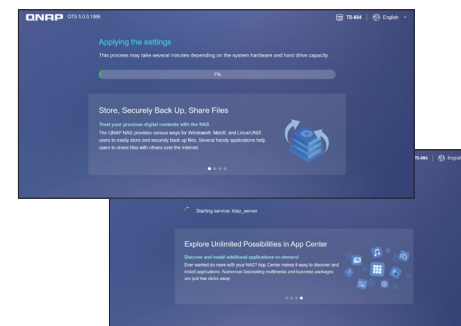 QNAP QTS 5.0.0.1986
TS-664 English
Applying the settings
This process may take several minutes depending on the system hardware and hard drive capacity.
1%
Store, Securely Back Up, Share Files
Trust your precious digital contents with the NAS
The QNAP NAS provides various ways for Windows®, Mac®, and Linux/UNIX
users to easily store and securely back up files. Several handy applications help
users to share files with others over the internet.
TS-664 English
Starting service: ldap_server
Explore Unlimited Possibilities in App Center
Discover and install additional applications on demand
Ever wanted do more with your NAS? App Center makes it easy to discover and
install applications. Numerous fascinating multimedia and business packages
are just few clicks away.